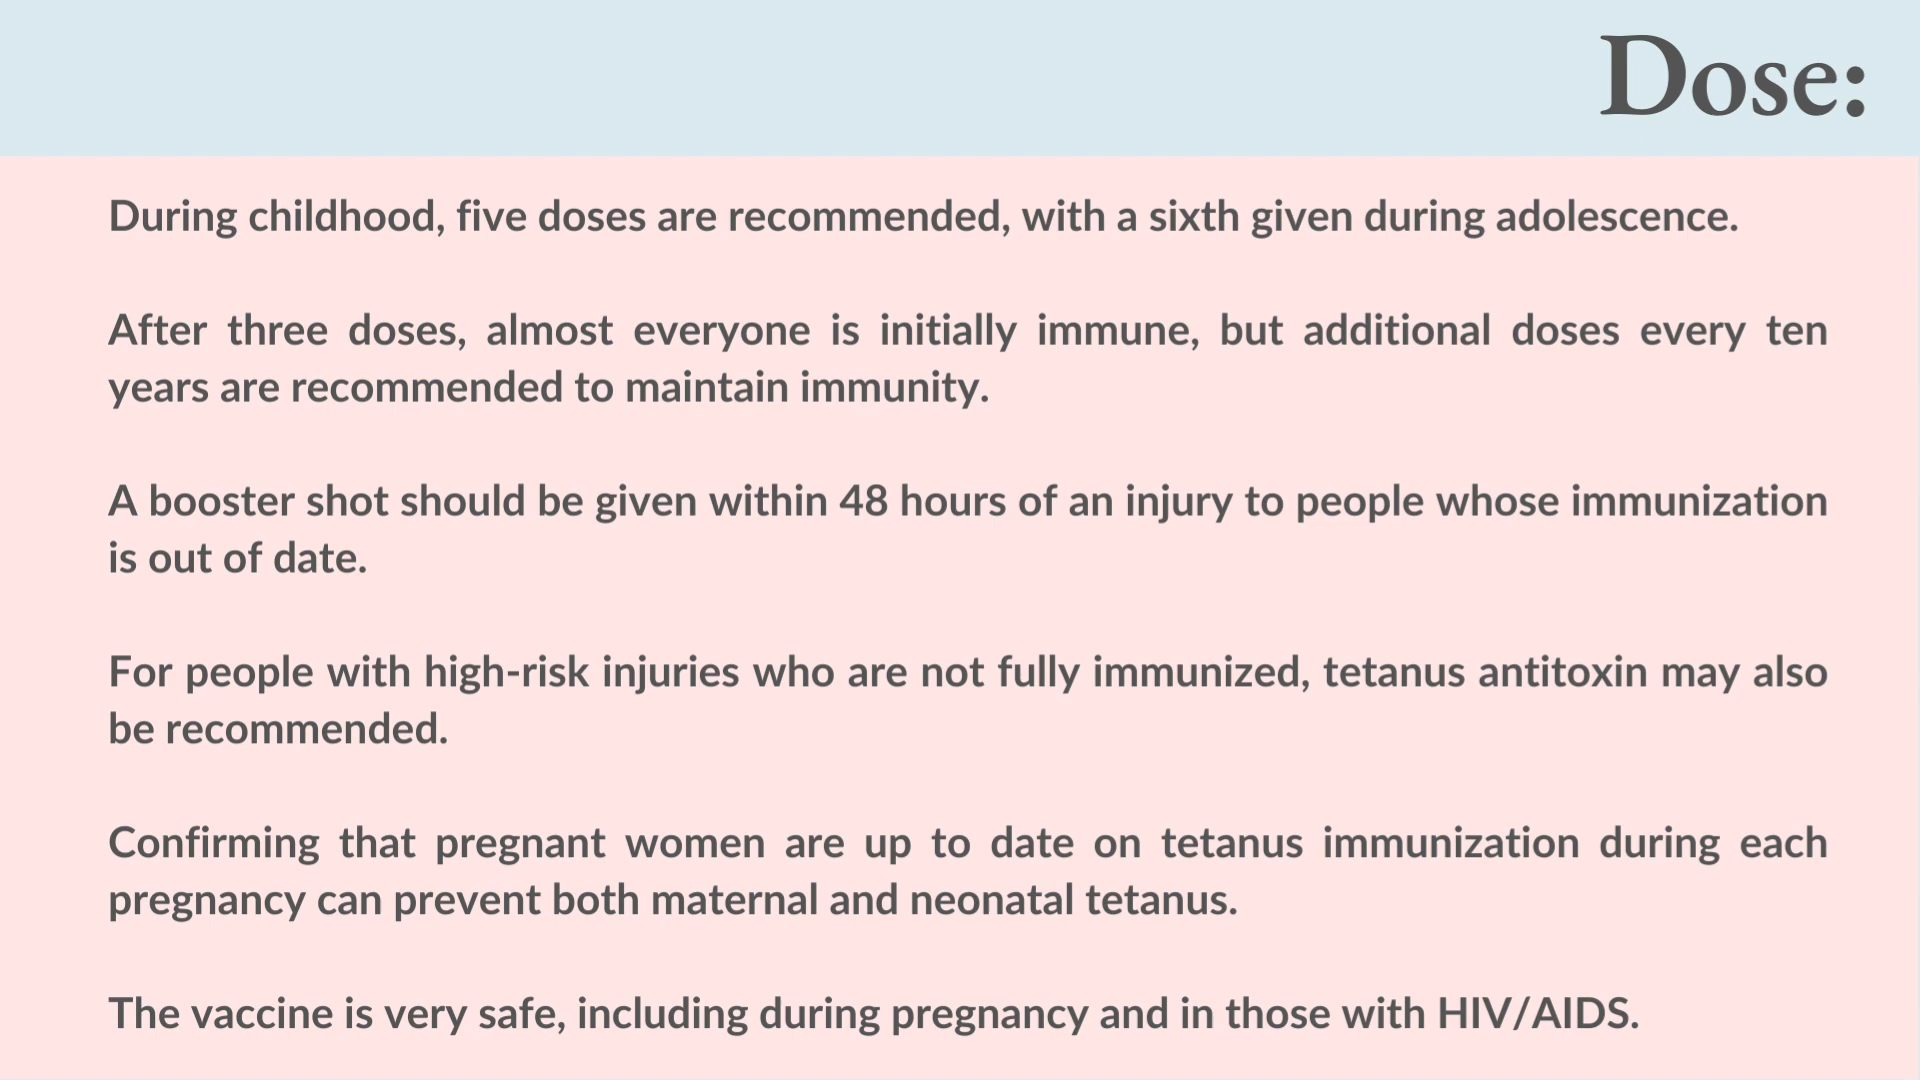 Dose:
During childhood, five doses are recommended, with a sixth given during adolescence.
After three doses, almost everyone is initially immune, but additional doses every ten
years are recommended to maintain immunity.
A booster shot should be given within 48 hours of an injury to people whose immunization
is out of date.
For people with high-risk injuries who are not fully immunized, tetanus antitoxin may also
be recommended.
Confirming that pregnant women are up to date on tetanus immunization during each
pregnancy can prevent both maternal and neonatal tetanus.
The vaccine is very safe, including during pregnancy and in those with HIV/AIDS.